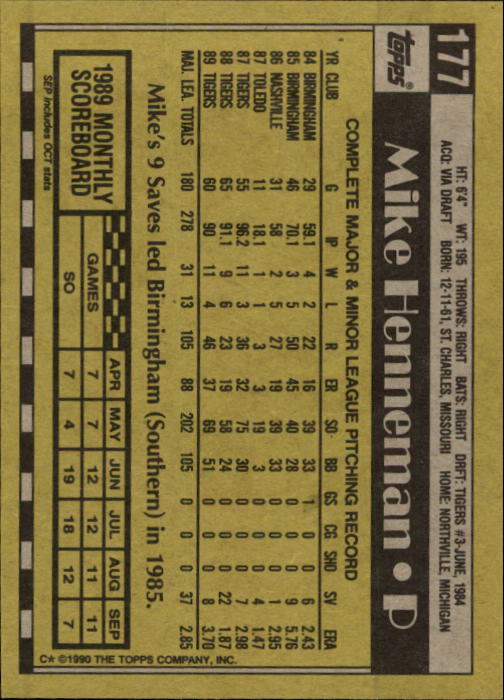 177
Topps®
HT: 6'4" WT: 195 THROWS: RIGHT BATS: RIGHT DRFT: TIGERS #3-JUNE, 1984
ACQ: VIA DRAFT BORN: 12-11-61, ST. CHARLES, MISSOURI HOME: NORTHVILLE, MICHIGAN
Mike Henneman • P
COMPLETE MAJOR & MINOR LEAGUE PITCHING RECORD
YR CLUB G IP W L R ER SO BB GS CG SHO SV ERA
84 BIRMINGHAM 29 59.1 4 2 22 16 39 33 1 0 0 6 2.43
85 BIRMINGHAM 46 70.1 3 5 50 45 40 28 0 0 0 9 5.76
86 NASHVILLE 31 58 2 5 27 19 39 33 0 0 0 1 2.95
87 TOLEDO 11 18.1 1 1 3 3 19 3 0 0 0 4 1.47
87 TIGERS 55 96.2 11 3 36 32 75 30 0 0 0 7 2.98
88 TIGERS 65 91.1 9 6 23 19 58 24 0 0 0 22 1.87
89 TIGERS 60 90 11 4 46 37 69 51 0 0 0 8 3.70
MAJ. LEA. TOTALS 180 278 31 13 105 88 202 105 0 0 0 37 2.85
Mike's 9 Saves led Birmingham (Southern) in 1985.
1989 MONTHLY SCOREBOARD
APR MAY JUN JUL AUG SEP
GAMES 7 7 12 12 11 11
SO 7 4 19 18 12 7
SEP includes OCT stats
C* ©1990 THE TOPPS COMPANY, INC.